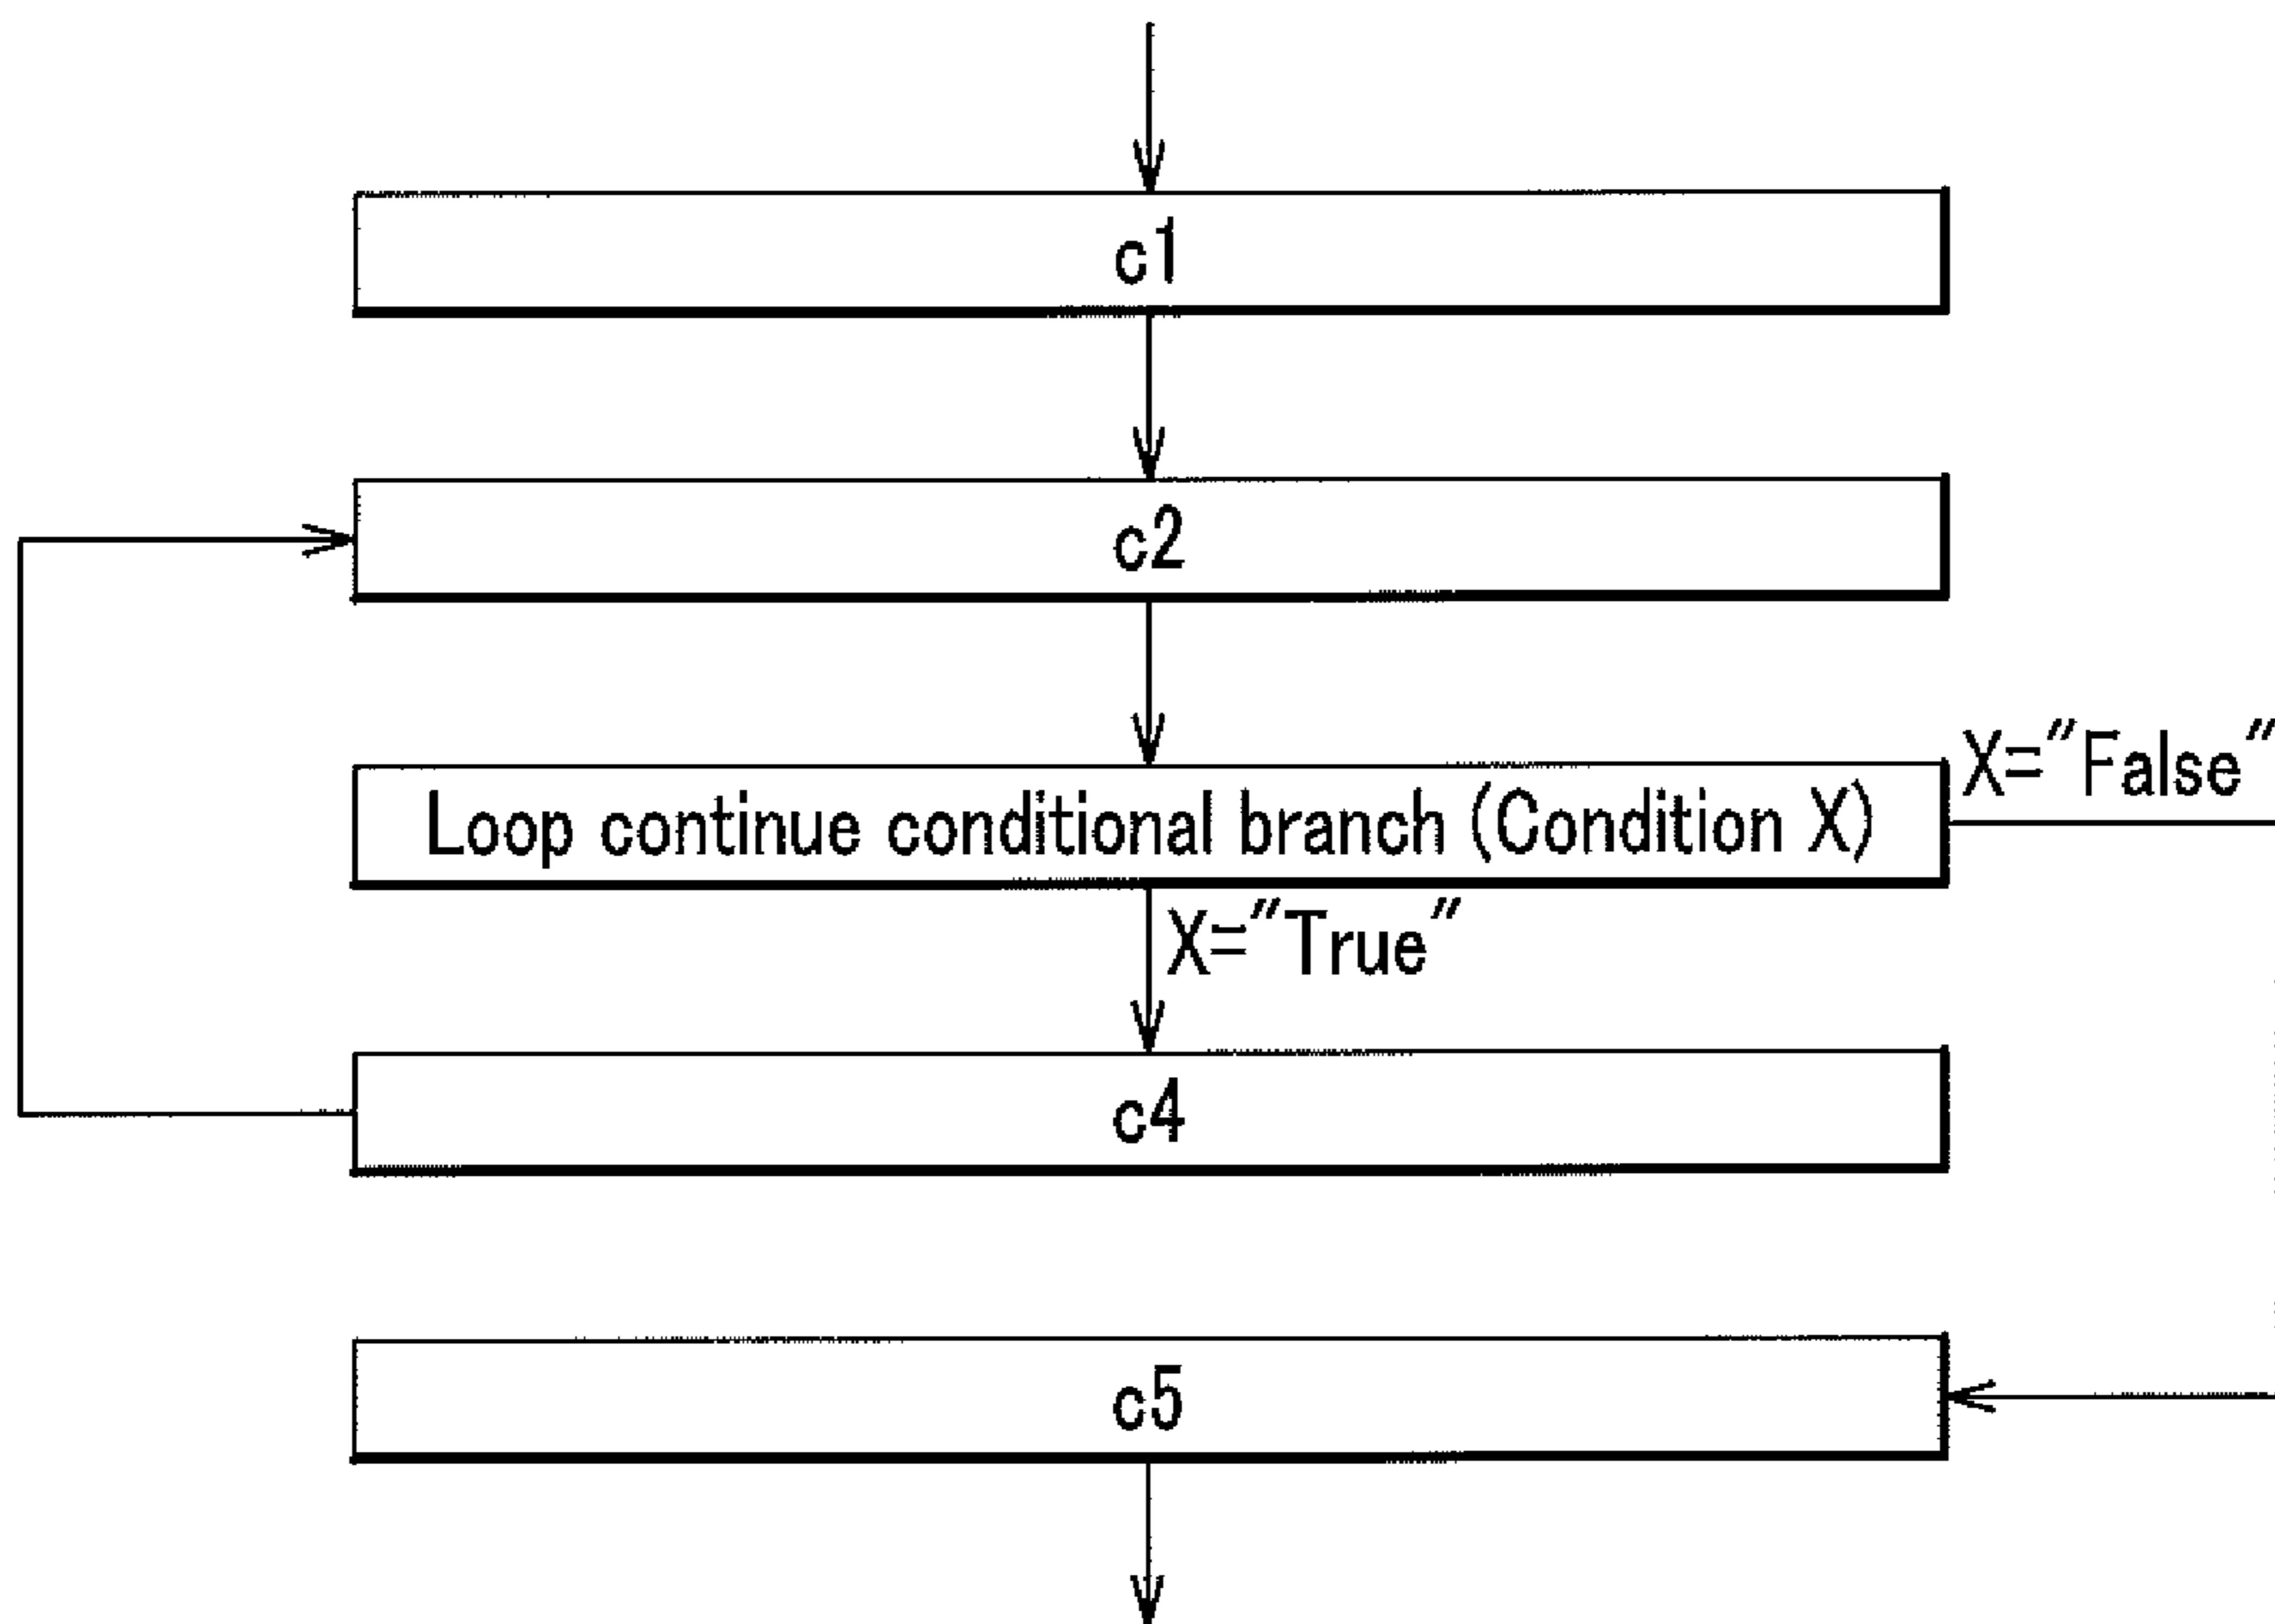 c1
c2
X="False"
Loop continue conditional branch (Condition X)
X="True"
c4
c5